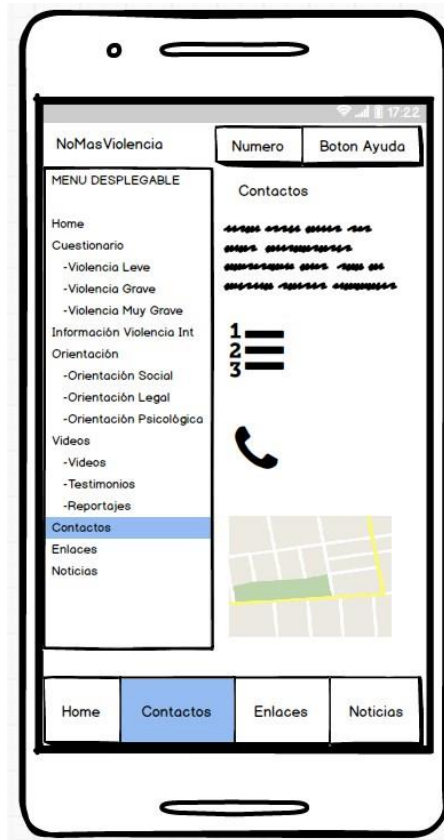 17:22
NoMasViolencia
Numero
Boton Ayuda
MENU DESPLEGABLE
Home
Cuestionario
-Violencia Leve
-Violencia Grave
-Violencia Muy Grave
Información Violencia Int
Orientación
-Orientación Social
-Orientación Legal
-Orientación Psicológica
Videos
-Videos
-Testimonios
-Reportajes
Contactos
Enlaces
Noticias
Contactos
1
2
3
Home
Contactos
Enlaces
Noticias